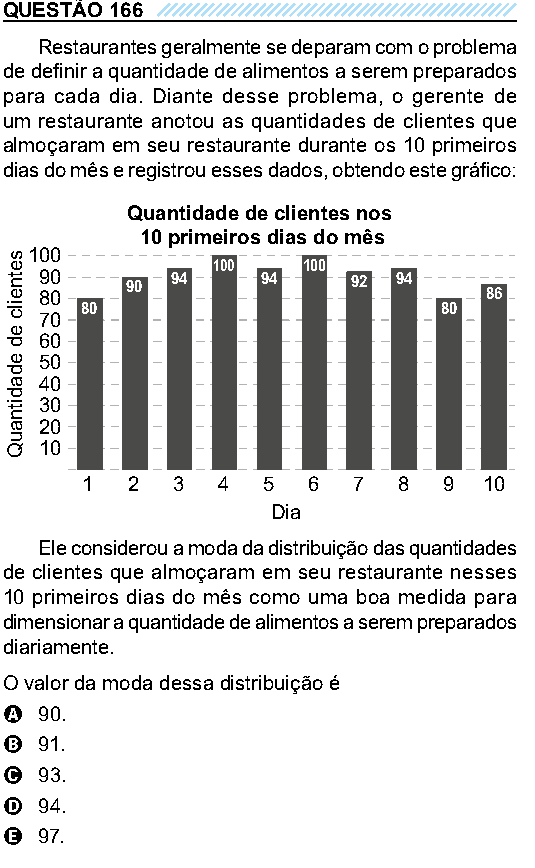 QUESTÃO 166
Restaurantes geralmente se deparam com o problema
de definir a quantidade de alimentos a serem preparados
para cada dia. Diante desse problema, o gerente de
um restaurante anotou as quantidades de clientes que
almoçaram em seu restaurante durante os 10 primeiros
dias do mês e registrou esses dados, obtendo este gráfico:
Quantidade de clientes nos
10 primeiros dias do mês
Quantidade de clientes
100
90
80
70
60
50
40
30
20
10
80 90 94 100 94 100 92 94 80 86
1 2 3 4 5 6 7 8 9 10
Dia
Ele considerou a moda da distribuição das quantidades
de clientes que almoçaram em seu restaurante nesses
10 primeiros dias do mês como uma boa medida para
dimensionar a quantidade de alimentos a serem preparados
diariamente.
O valor da moda dessa distribuição é
A 90.
B 91.
C 93.
D 94.
E 97.